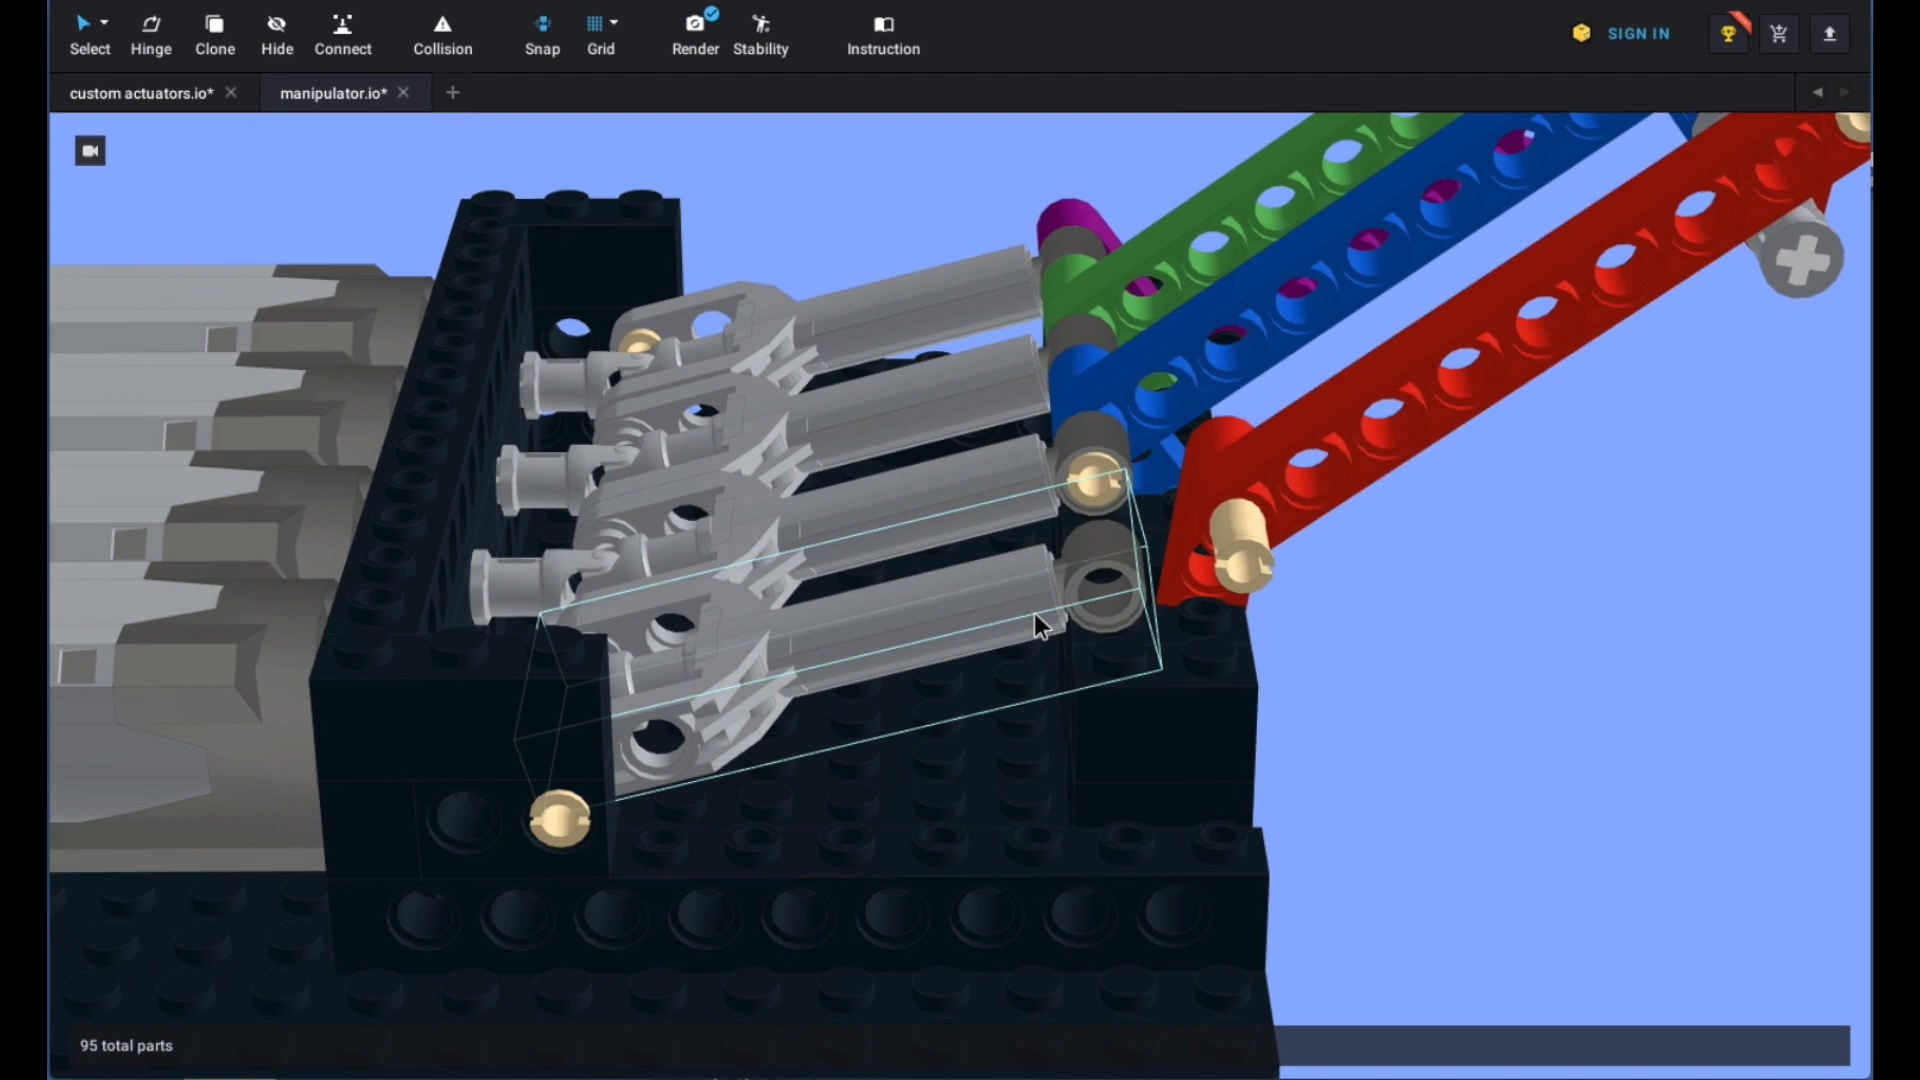 Select Hinge Clone Hide Connect Collision Snap Grid Render Stability Instruction SIGN IN
custom actuators.io* manipulator.io*
95 total parts